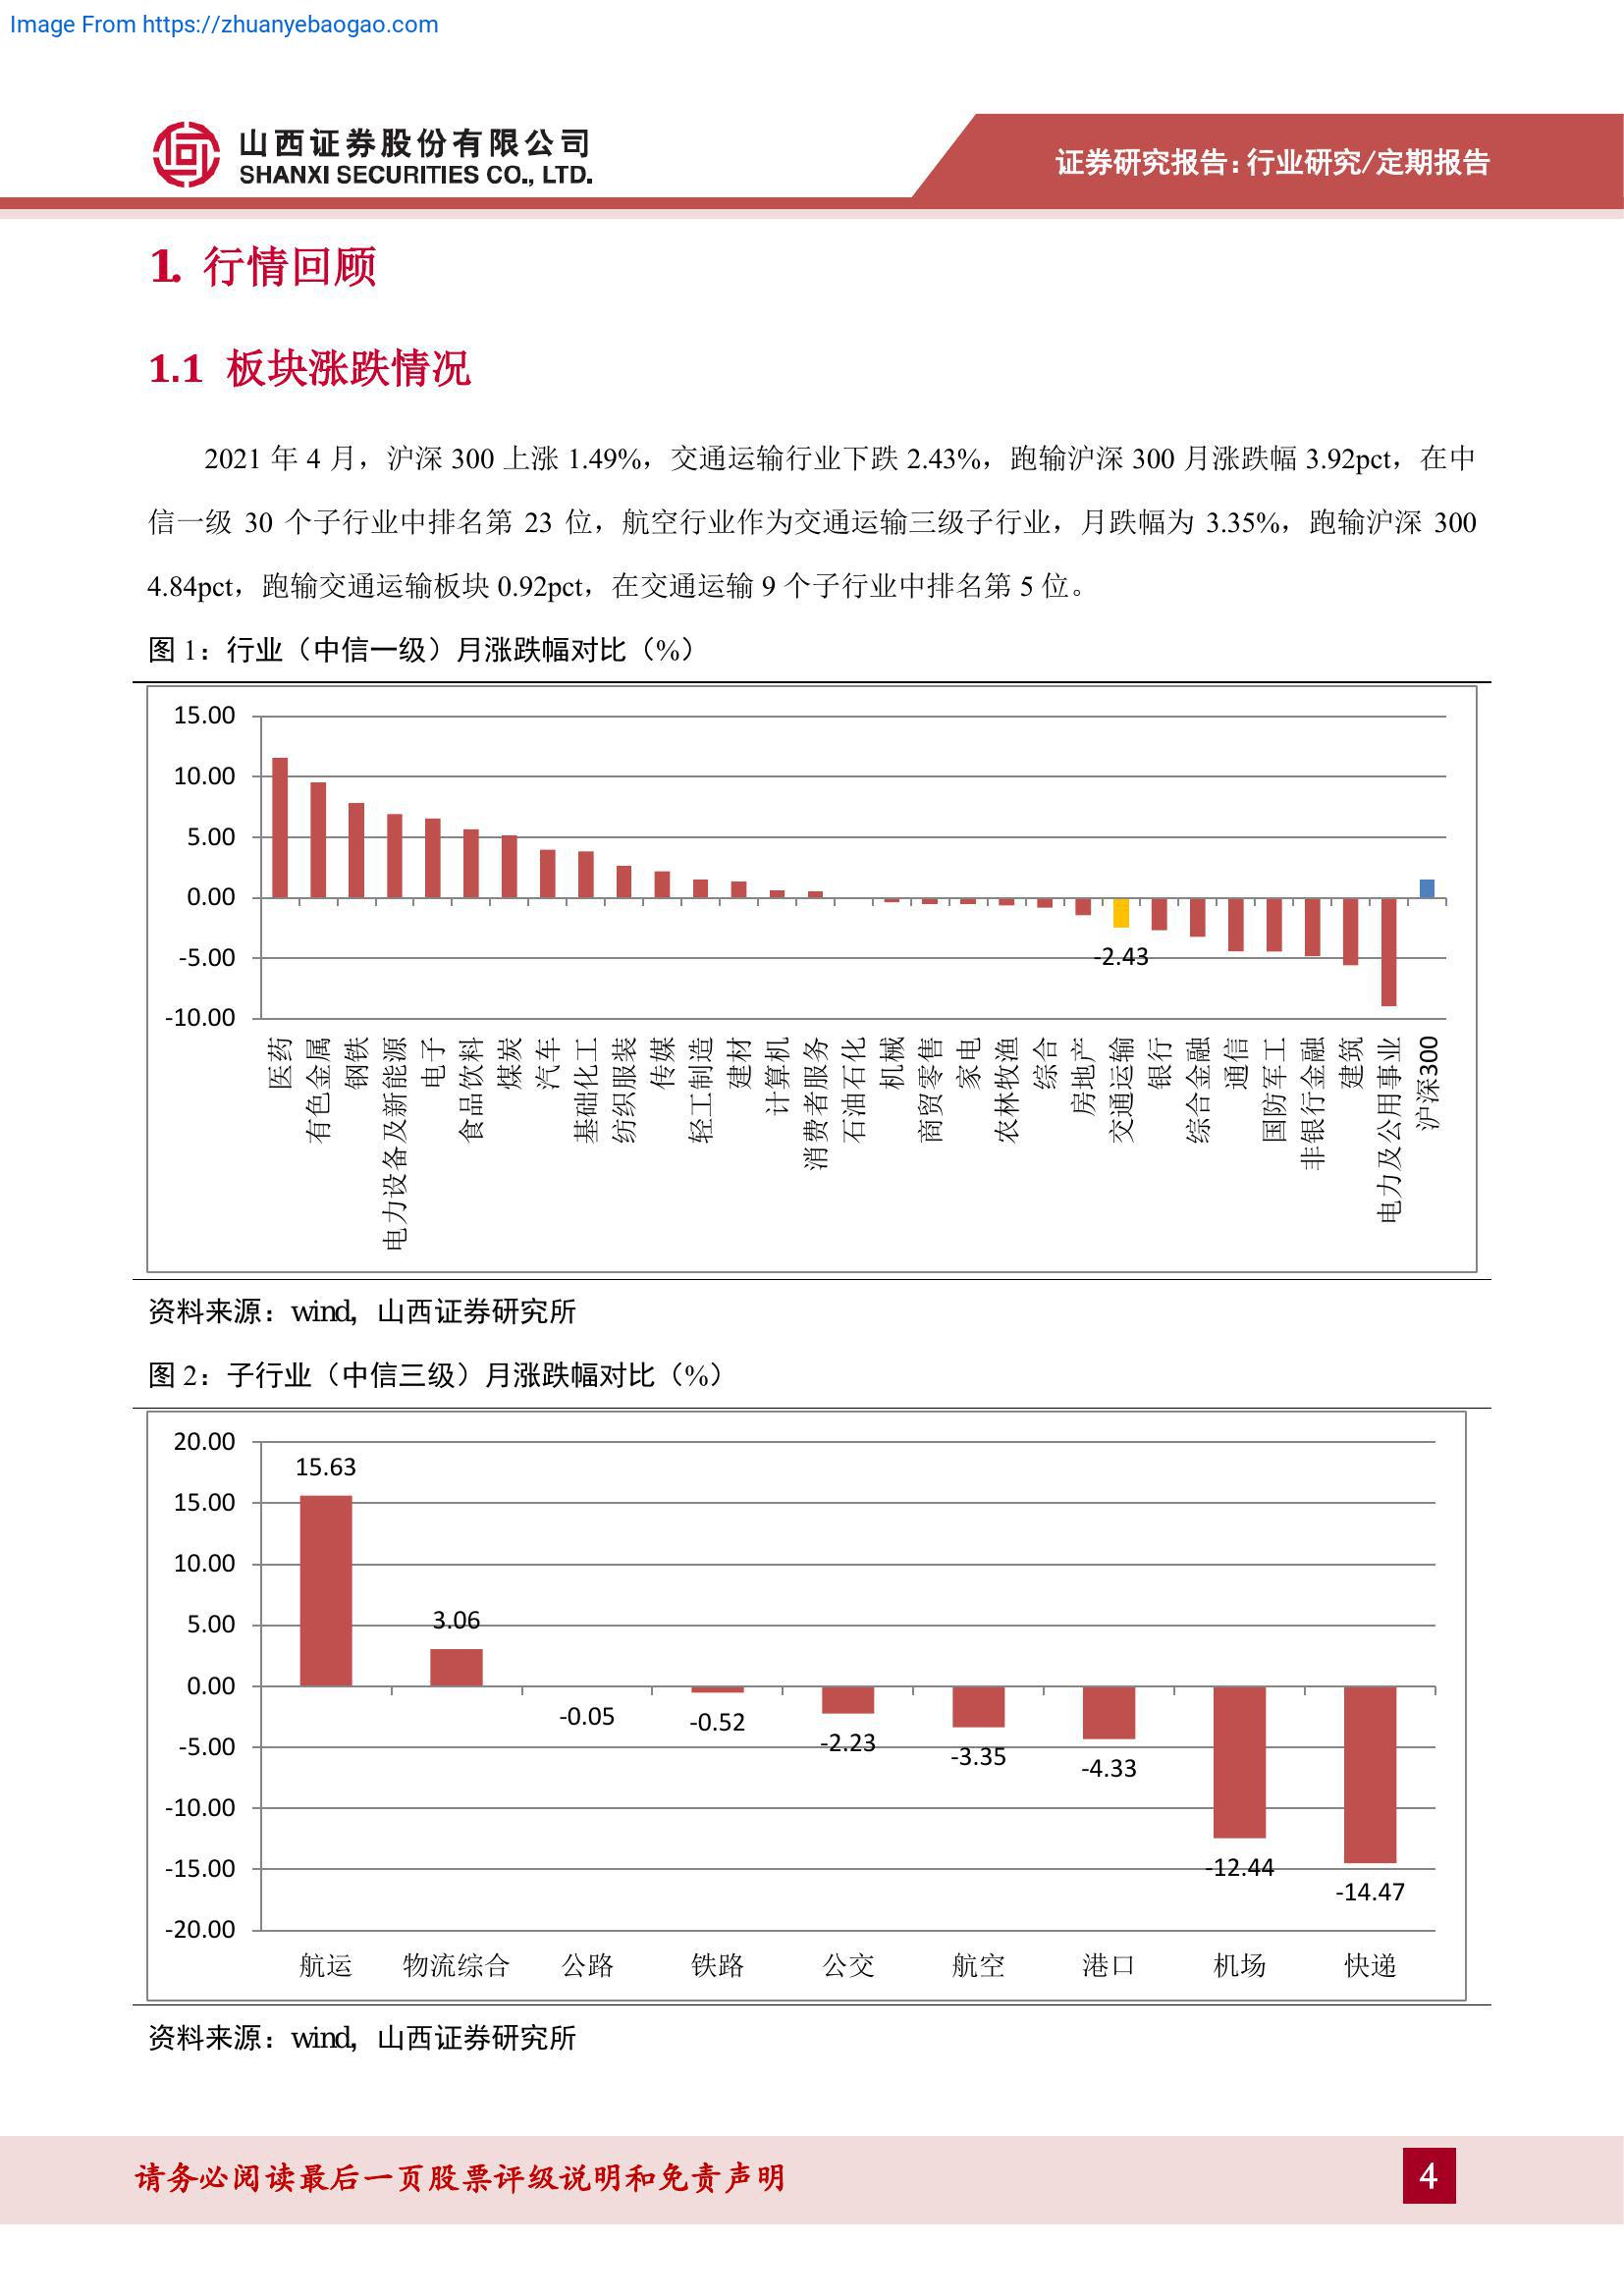 Image From https://zhuanyebaogao.com
山西证券股份有限公司
SHANXI SECURITIES CO., LTD.
证券研究报告:行业研究/定期报告
1. 行情回顾
1.1 板块涨跌情况
2021 年 4 月，沪深 300 上涨 1.49%，交通运输行业下跌 2.43%，跑输沪深 300 月涨跌幅 3.92pct，在中
信一级 30 个子行业中排名第 23 位，航空行业作为交通运输三级子行业，月跌幅为 3.35%，跑输沪深 300
4.84pct，跑输交通运输板块 0.92pct，在交通运输 9 个子行业中排名第 5 位。
图 1：行业（中信一级）月涨跌幅对比（%）
15.00
10.00
5.00
0.00
-5.00
-10.00
-2.43
医药
有色金属
钢铁
电力设备及新能源
电子
食品饮料
煤炭
汽车
基础化工
纺织服装
传媒
轻工制造
建材
计算机
消费者服务
石油石化
机械
商贸零售
家电
农林牧渔
综合
房地产
交通运输
银行
综合金融
通信
国防军工
非银行金融
建筑
电力及公用事业
沪深300
资料来源：wind，山西证券研究所
图 2：子行业（中信三级）月涨跌幅对比（%）
20.00
15.00
10.00
5.00
0.00
-5.00
-10.00
-15.00
-20.00
15.63
3.06
-0.05
-0.52
-2.23
-3.35
-4.33
-12.44
-14.47
航运 物流综合 公路 铁路 公交 航空 港口 机场 快递
资料来源：wind，山西证券研究所
请务必阅读最后一页股票评级说明和免责声明
4